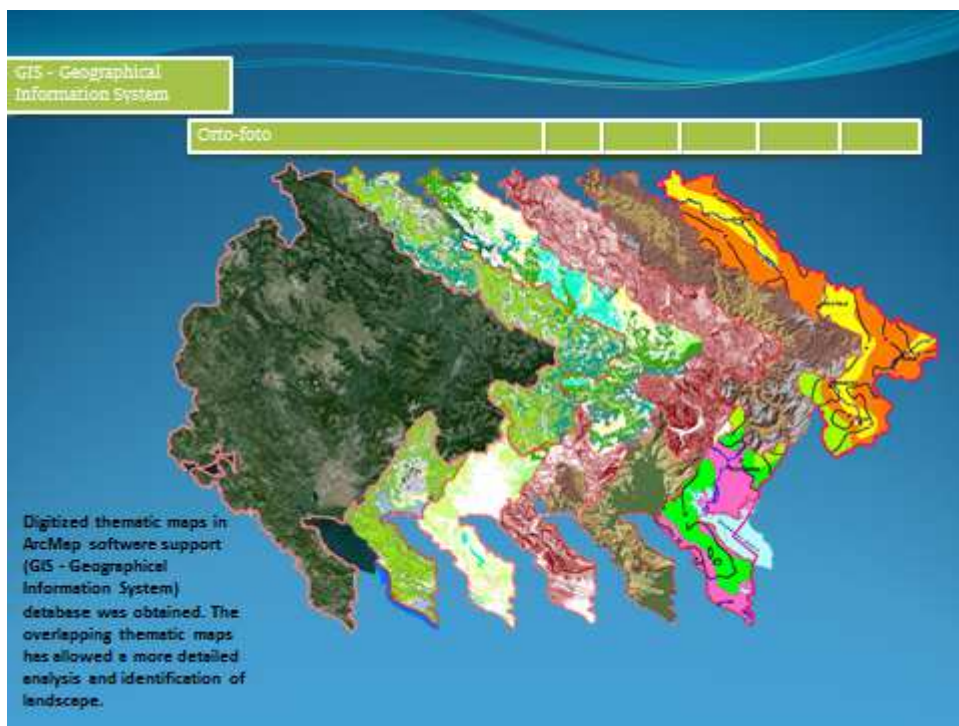 GIS - Geographical
Information System
Orto-foto
Digitized thematic maps in
ArcMap software support
(GIS - Geographical
Information System)
database was obtained. The
overlapping thematic maps
has allowed a more detailed
analysis and identification of
landscape.